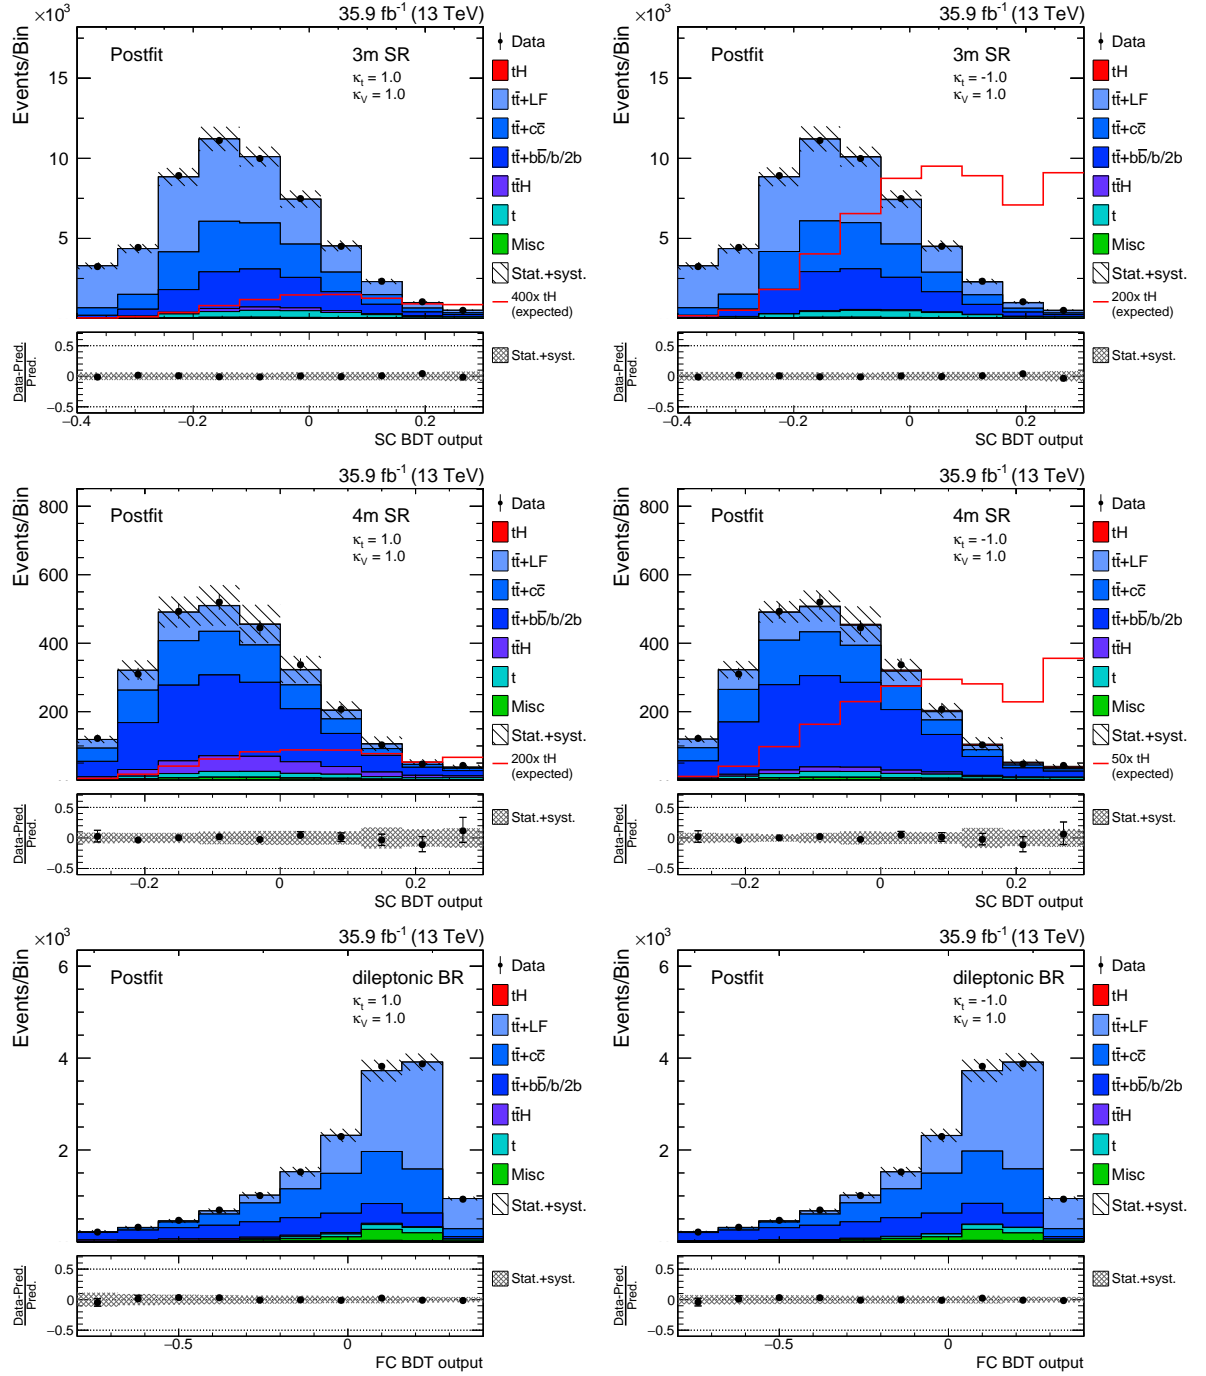 ×10³
35.9 fb⁻¹ (13 TeV)
Events/Bin
Postfit
3m SR
κt = 1.0
κV = 1.0
15
10
5
Data
tH
tt̄+LF
tt̄+cc̄
tt̄+bb̄/b/2b
tt̄H
t
Misc
Stat.+syst.
400x tH
(expected)
Data-Pred.
Pred.
0.5
0
−0.5
Stat.+syst.
−0.4
−0.2
0
0.2
SC BDT output
×10³
35.9 fb⁻¹ (13 TeV)
Events/Bin
Postfit
3m SR
κt = -1.0
κV = 1.0
15
10
5
Data
tH
tt̄+LF
tt̄+cc̄
tt̄+bb̄/b/2b
tt̄H
t
Misc
Stat.+syst.
200x tH
(expected)
Data-Pred.
Pred.
0.5
0
−0.5
Stat.+syst.
−0.4
−0.2
0
0.2
SC BDT output
35.9 fb⁻¹ (13 TeV)
Events/Bin
Postfit
4m SR
κt = 1.0
κV = 1.0
800
600
400
200
Data
tH
tt̄+LF
tt̄+cc̄
tt̄+bb̄/b/2b
tt̄H
t
Misc
Stat.+syst.
200x tH
(expected)
Data-Pred.
Pred.
0.5
0
−0.5
Stat.+syst.
−0.2
0
0.2
SC BDT output
35.9 fb⁻¹ (13 TeV)
Events/Bin
Postfit
4m SR
κt = -1.0
κV = 1.0
800
600
400
200
Data
tH
tt̄+LF
tt̄+cc̄
tt̄+bb̄/b/2b
tt̄H
t
Misc
Stat.+syst.
50x tH
(expected)
Data-Pred.
Pred.
0.5
0
−0.5
Stat.+syst.
−0.2
0
0.2
SC BDT output
×10³
35.9 fb⁻¹ (13 TeV)
Events/Bin
Postfit
dileptonic BR
κt = 1.0
κV = 1.0
6
4
2
Data
tH
tt̄+LF
tt̄+cc̄
tt̄+bb̄/b/2b
tt̄H
t
Misc
Stat.+syst.
Data-Pred.
Pred.
0.5
0
−0.5
Stat.+syst.
−0.5
0
FC BDT output
×10³
35.9 fb⁻¹ (13 TeV)
Events/Bin
Postfit
dileptonic BR
κt = -1.0
κV = 1.0
6
4
2
Data
tH
tt̄+LF
tt̄+cc̄
tt̄+bb̄/b/2b
tt̄H
t
Misc
Stat.+syst.
Data-Pred.
Pred.
0.5
0
−0.5
Stat.+syst.
−0.5
0
FC BDT output